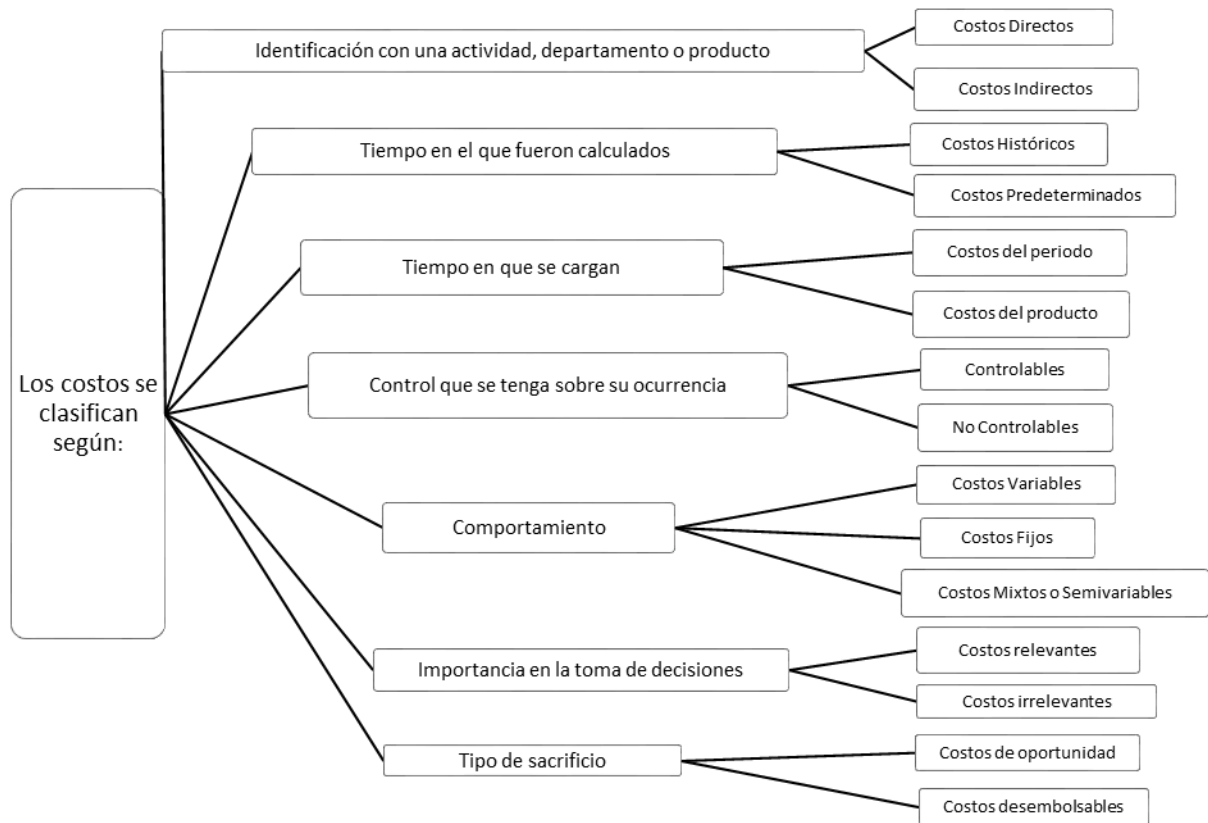 Los costos se
clasifican
según:
Identificación con una actividad, departamento o producto
Costos Directos
Costos Indirectos
Tiempo en el que fueron calculados
Costos Históricos
Costos Predeterminados
Tiempo en que se cargan
Costos del periodo
Costos del producto
Control que se tenga sobre su ocurrencia
Controlables
No Controlables
Comportamiento
Costos Variables
Costos Fijos
Costos Mixtos o Semivariables
Importancia en la toma de decisiones
Costos relevantes
Costos irrelevantes
Tipo de sacrificio
Costos de oportunidad
Costos desembolsables